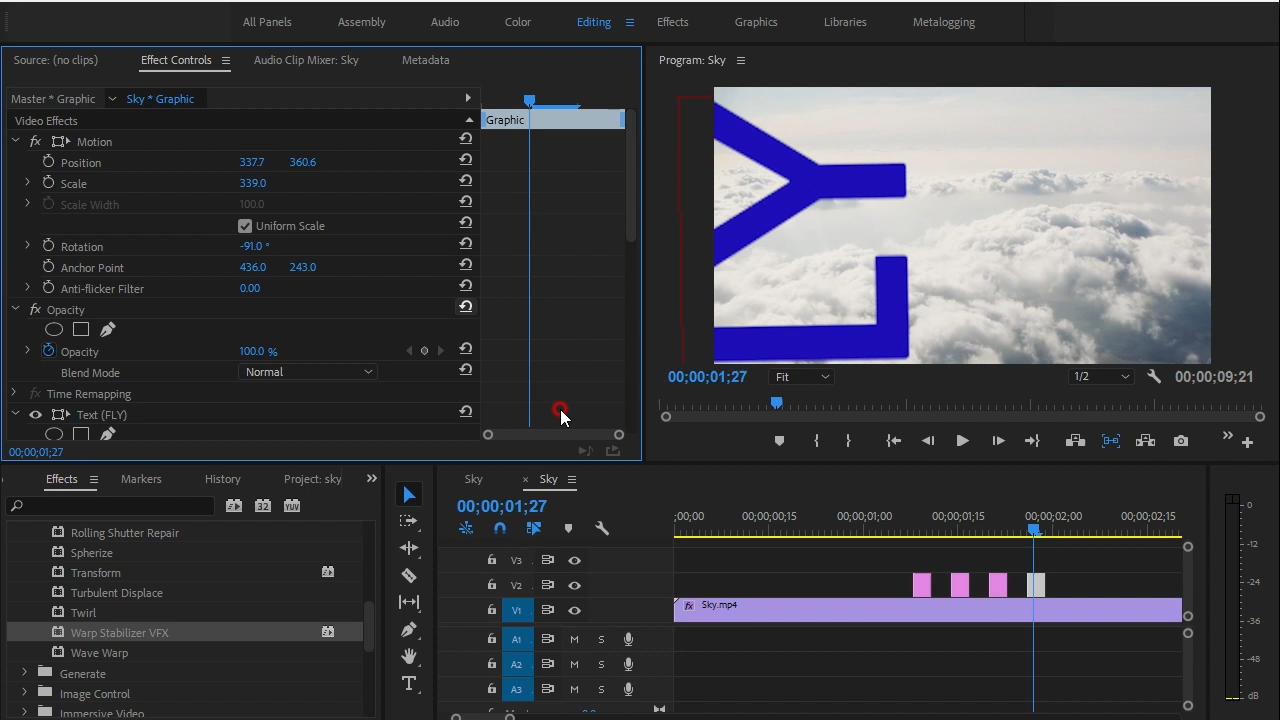 All Panels Assembly Audio Color Editing Effects Graphics Libraries Metalogging
Source: (no clips) Effect Controls Audio Clip Mixer: Sky Metadata
Program: Sky
Master * Graphic Sky * Graphic
Video Effects
Graphic
fx Motion
Position 337.7 360.6
Scale 339.0
Scale Width 100.0
Uniform Scale
Rotation -91.0 °
Anchor Point 436.0 243.0
Anti-flicker Filter 0.00
fx Opacity
Opacity 100.0 %
Blend Mode Normal
fx Time Remapping
Text (FLY)
00;00;01;27
LY
00;00;01;27 Fit 1/2 00;00;09;21
Effects Markers History Project: sky
32 YUV
Rolling Shutter Repair
Spherize
Transform
Turbulent Displace
Twirl
Warp Stabilizer VFX
Wave Warp
Generate
Image Control
Immersive Video
T
Sky × Sky
00;00;01;27
;00;00 00;00;00;15 00;00;01;00 00;00;01;15 00;00;02;00 00;00;02;15
V3
V2
V1 fx Sky.mp4
A1 M S
A2 M S
A3 M S
0
-12
-24
-36
-48
dB